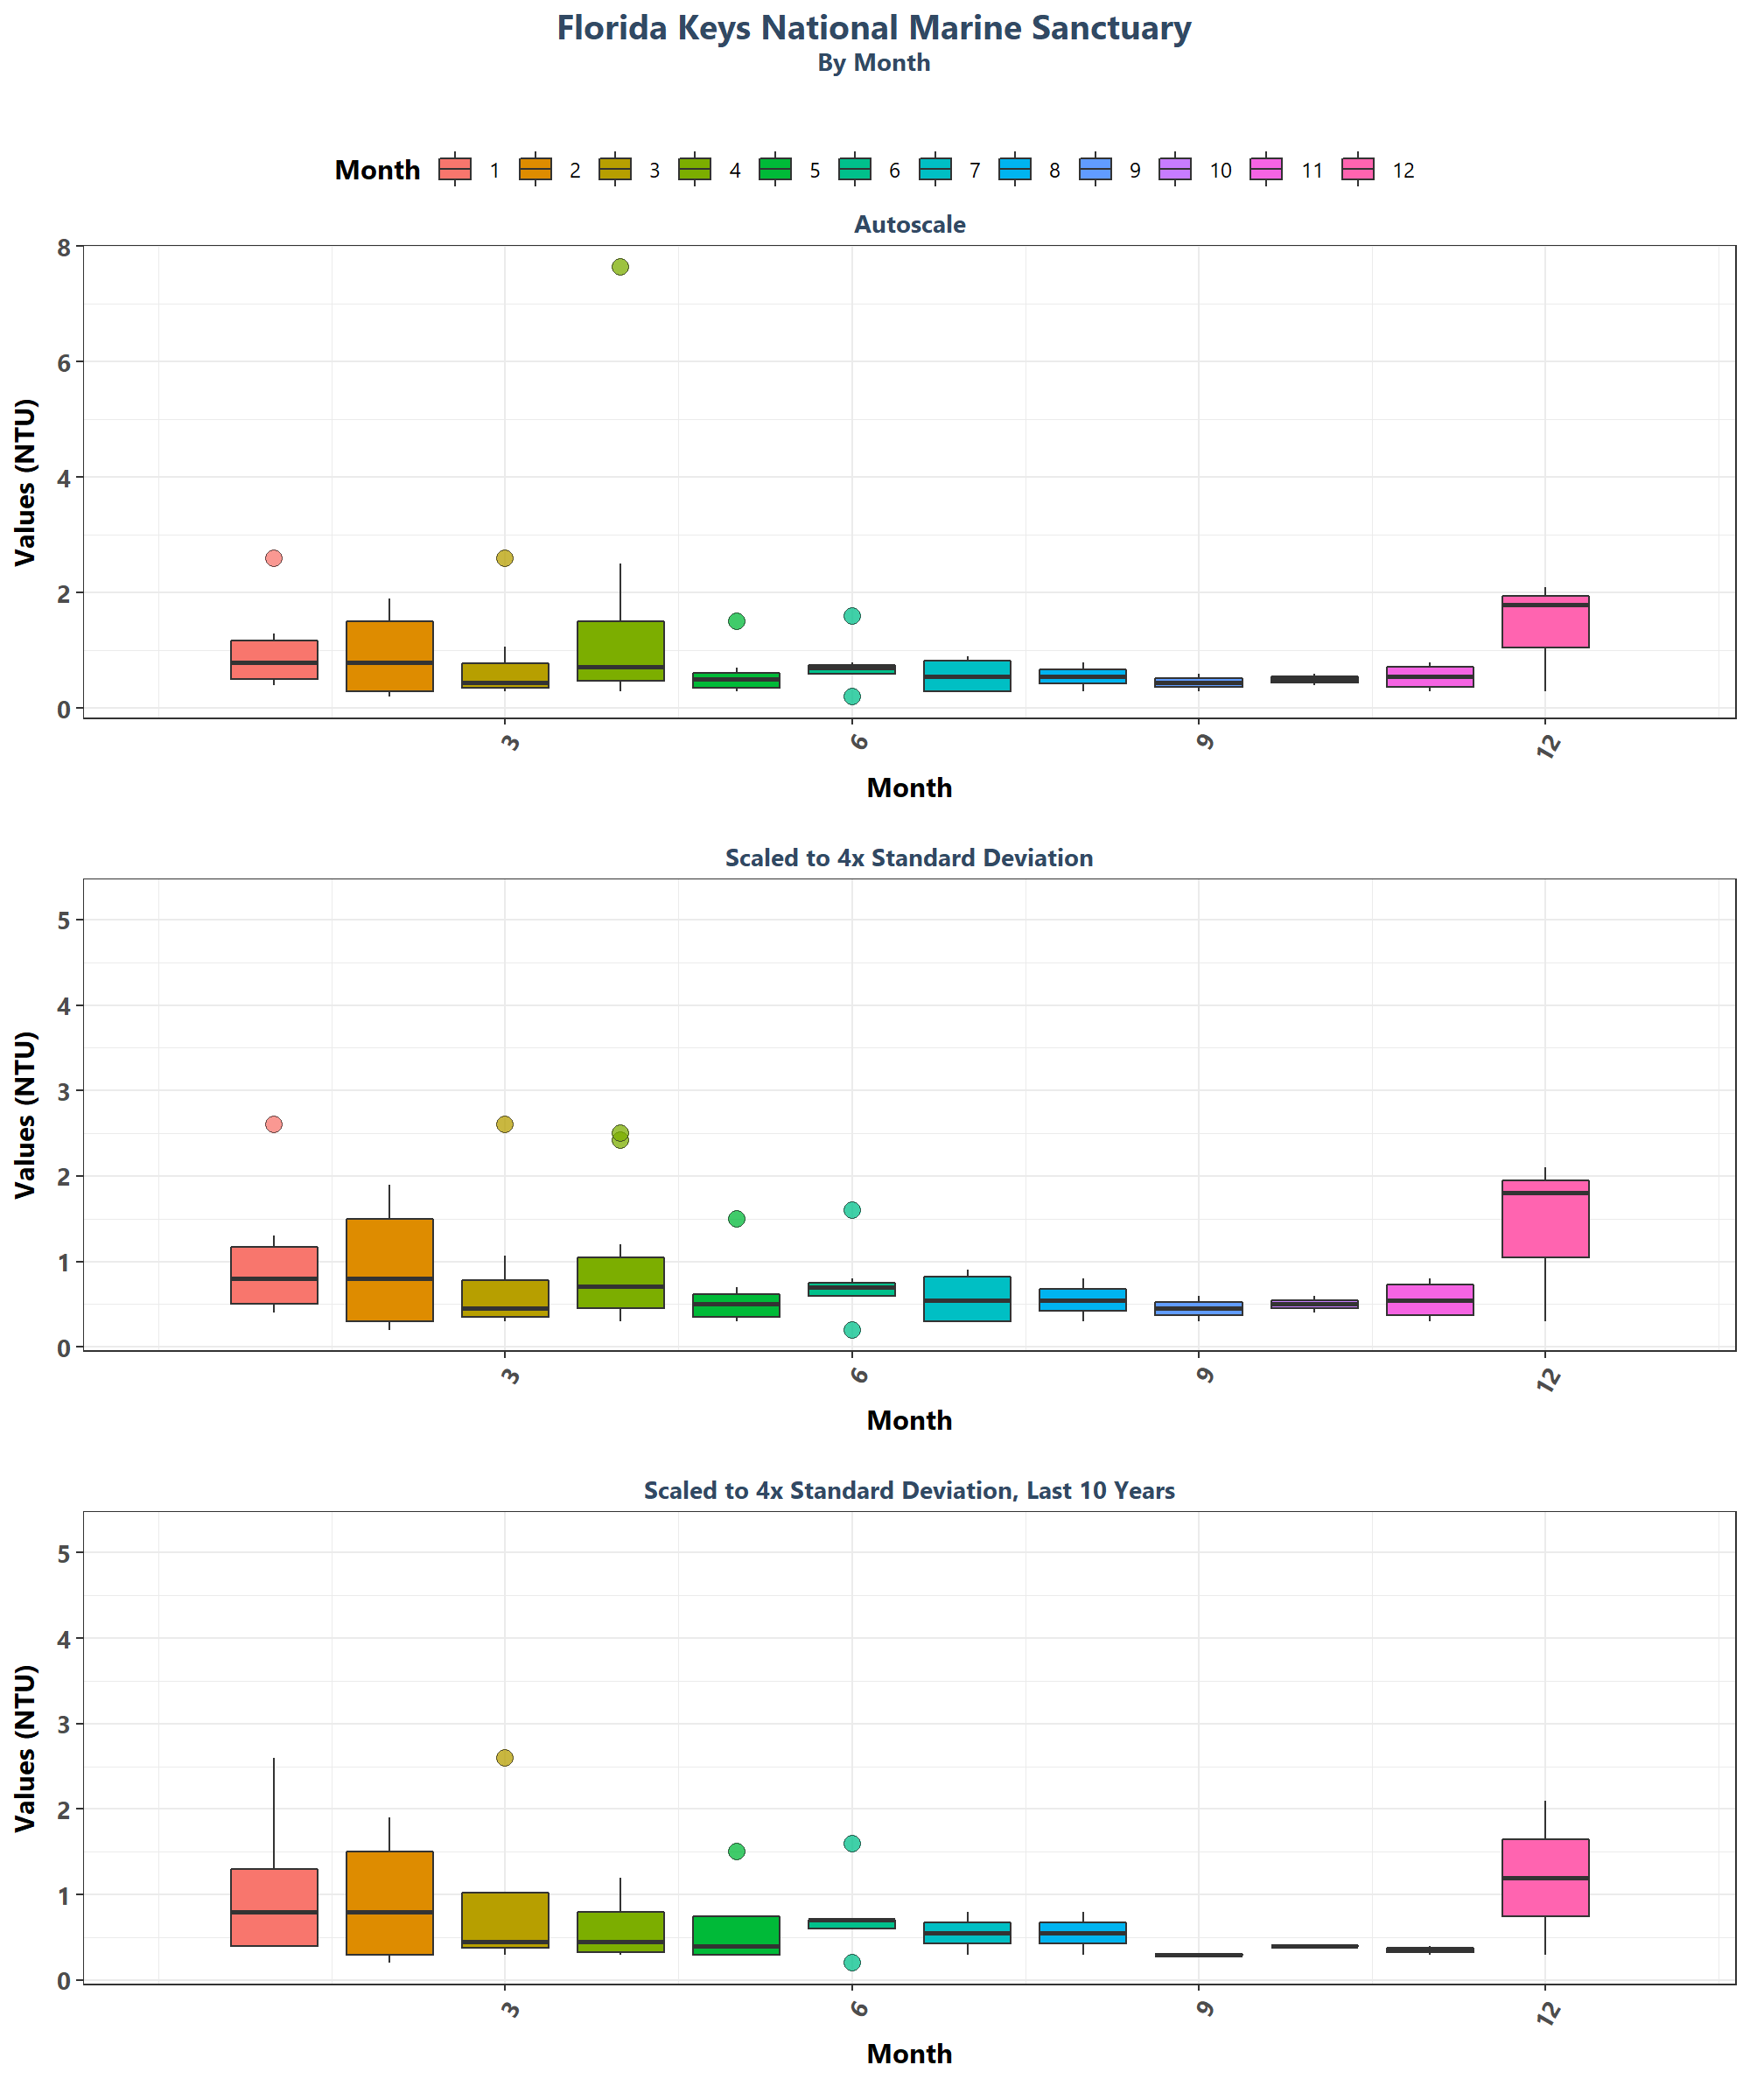 Florida Keys National Marine Sanctuary
By Month
Month 1 2 3 4 5 6 7 8 9 10 11 12
Autoscale
Values (NTU)
8
6
4
2
0
3 6 9 12
Month
Scaled to 4x Standard Deviation
Values (NTU)
5
4
3
2
1
0
3 6 9 12
Month
Scaled to 4x Standard Deviation, Last 10 Years
Values (NTU)
5
4
3
2
1
0
3 6 9 12
Month